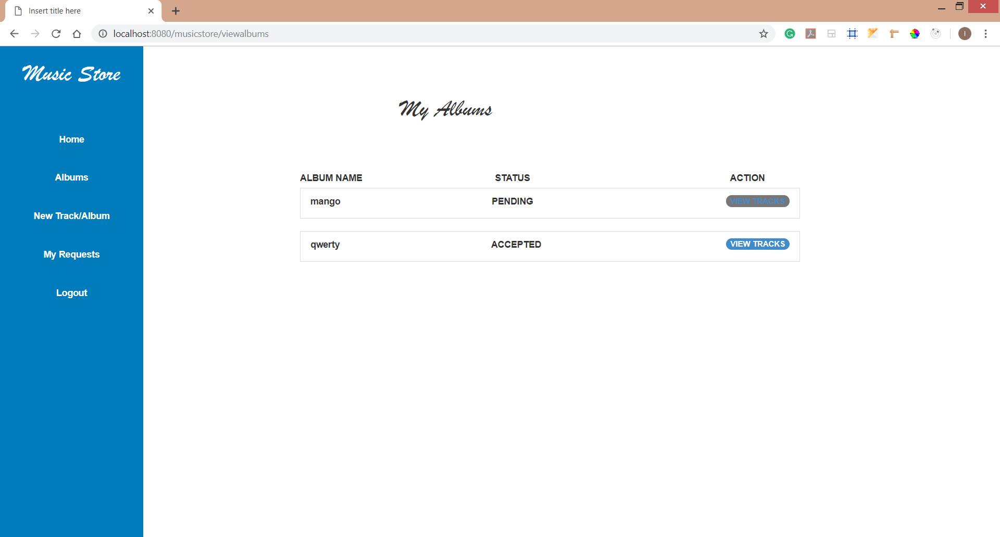 Insert title here
localhost:8080/musicstore/viewalbums
I
Music Store
My Albums
Home
Albums
New Track/Album
My Requests
Logout
ALBUM NAME STATUS ACTION
mango PENDING VIEW TRACKS
qwerty ACCEPTED VIEW TRACKS